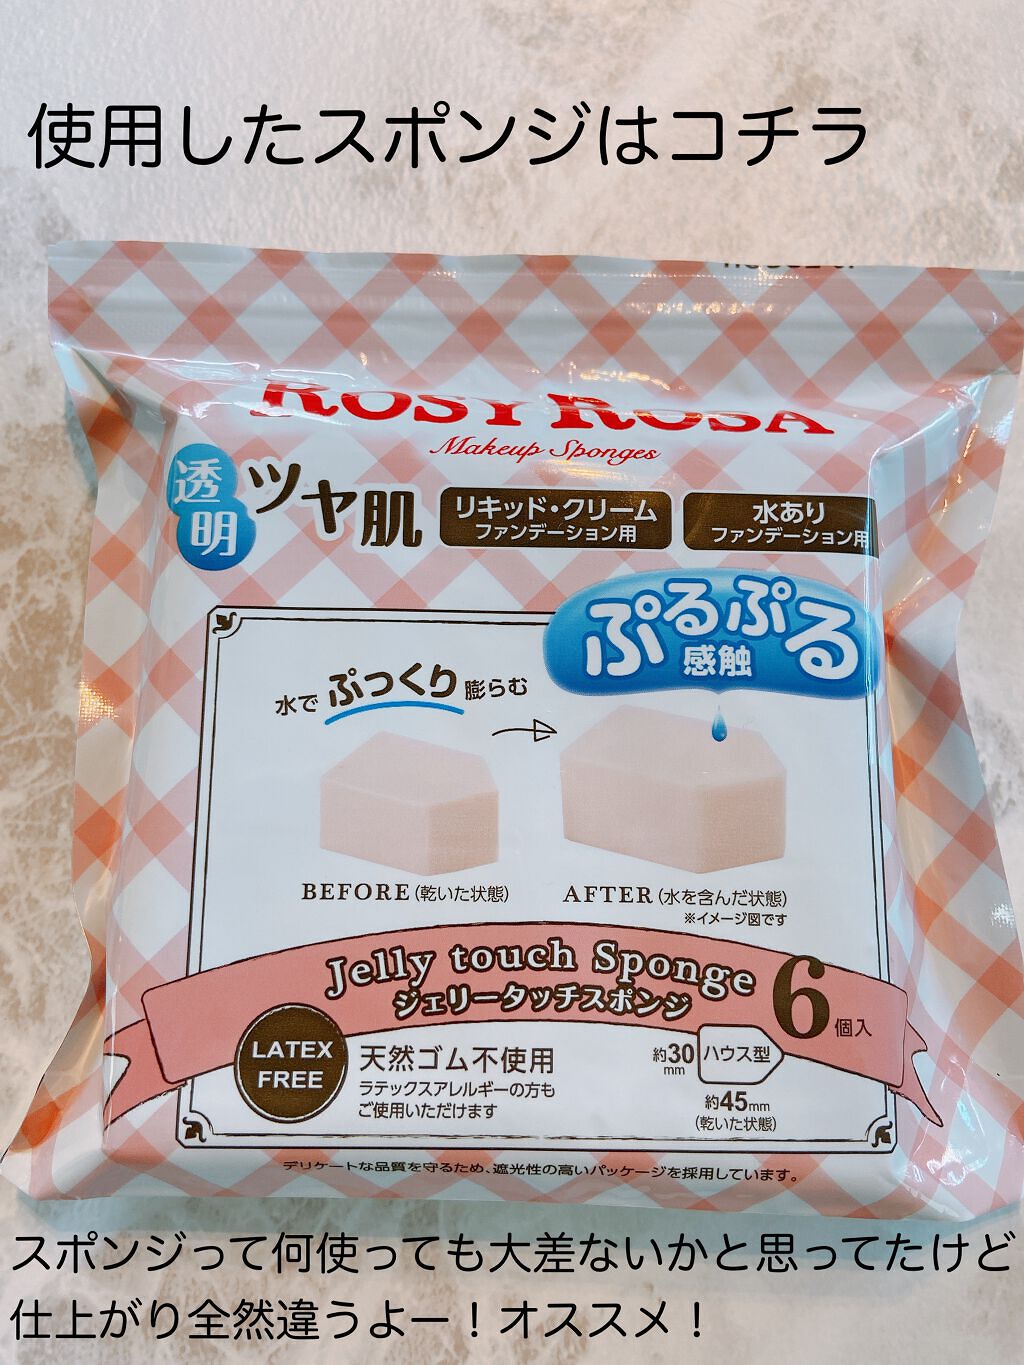 使用したスポンジはコチラ
ROSY ROSA
Makeup Sponges
透明
ツヤ肌
リキッド・クリーム
ファンデーション用
水あり
ファンデーション用
ぷるぷる
感触
水でぷっくり膨らむ
BEFORE(乾いた状態)
AFTER(水を含んだ状態)
※イメージ図です
Jelly touch Sponge
ジェリータッチスポンジ
6個入
LATEX
FREE
天然ゴム不使用
ラテックスアレルギーの方も
ご使用いただけます
約30mm
ハウス型
約45mm
(乾いた状態)
デリケートな品質を守るため、遮光性の高いパッケージを採用しています。
スポンジって何使っても大差ないかと思ってたけど
仕上がり全然違うよー！オススメ！